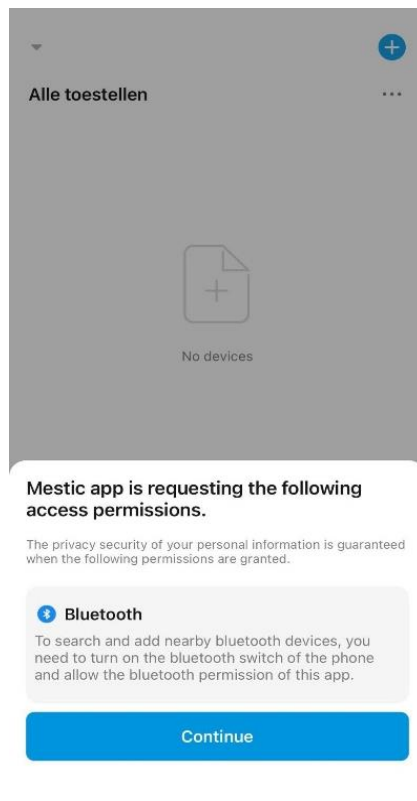 Alle toestellen
No devices
Mestic app is requesting the following
access permissions.
The privacy security of your personal information is guaranteed
when the following permissions are granted.
Bluetooth
To search and add nearby bluetooth devices, you
need to turn on the bluetooth switch of the phone
and allow the bluetooth permission of this app.
Continue